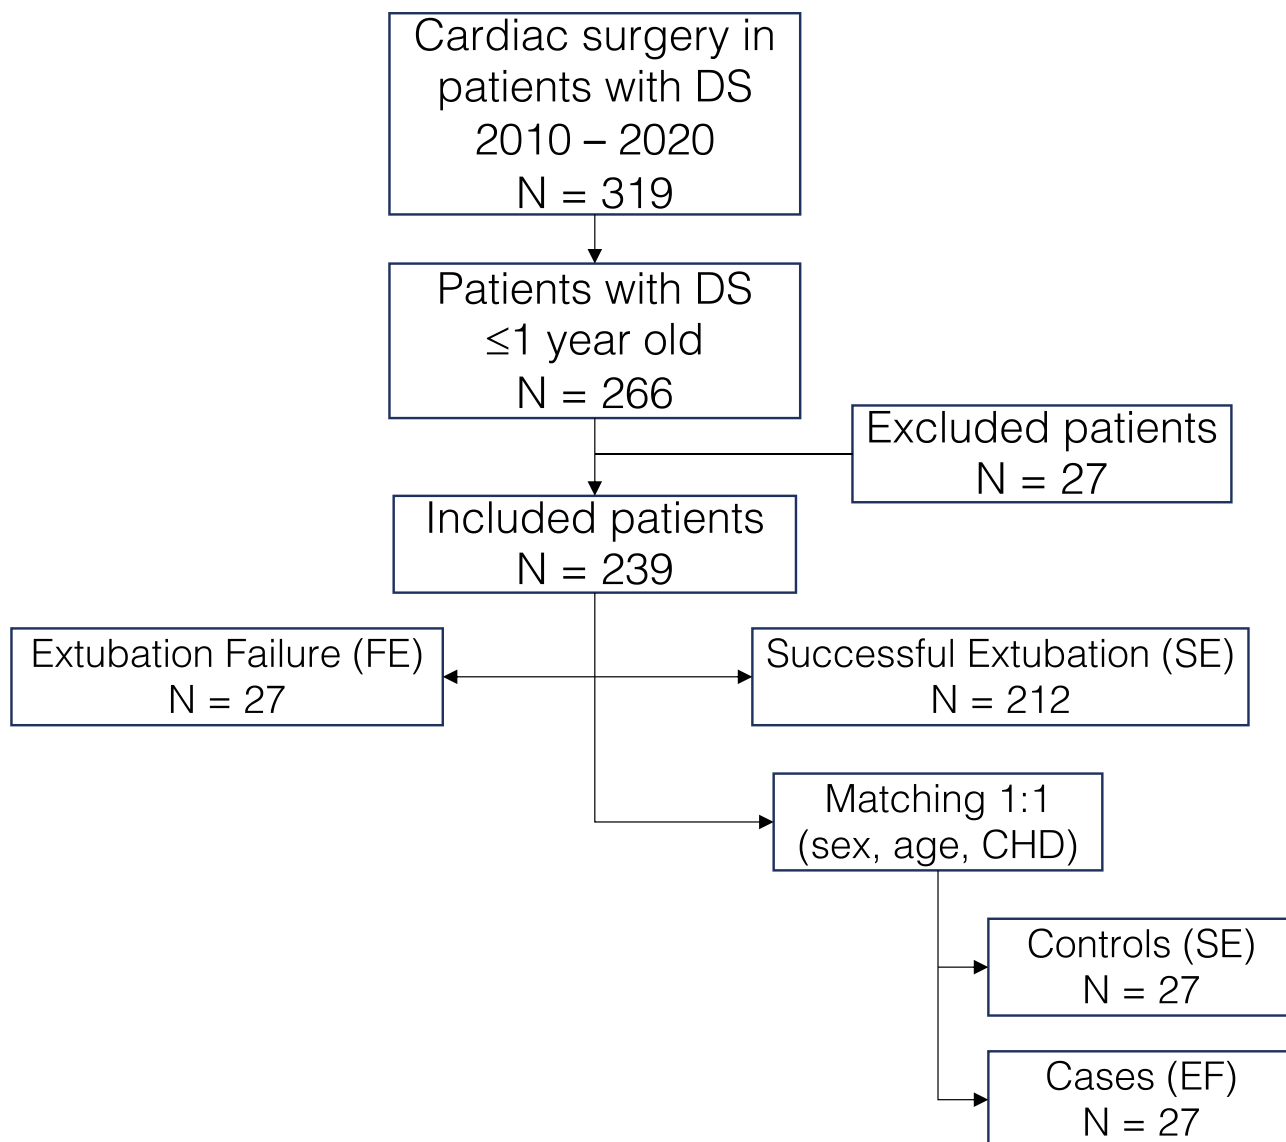 Cardiac surgery in
patients with DS
2010 – 2020
N = 319
Patients with DS
≤1 year old
N = 266
Excluded patients
N = 27
Included patients
N = 239
Extubation Failure (FE)
N = 27
Successful Extubation (SE)
N = 212
Matching 1:1
(sex, age, CHD)
Controls (SE)
N = 27
Cases (EF)
N = 27